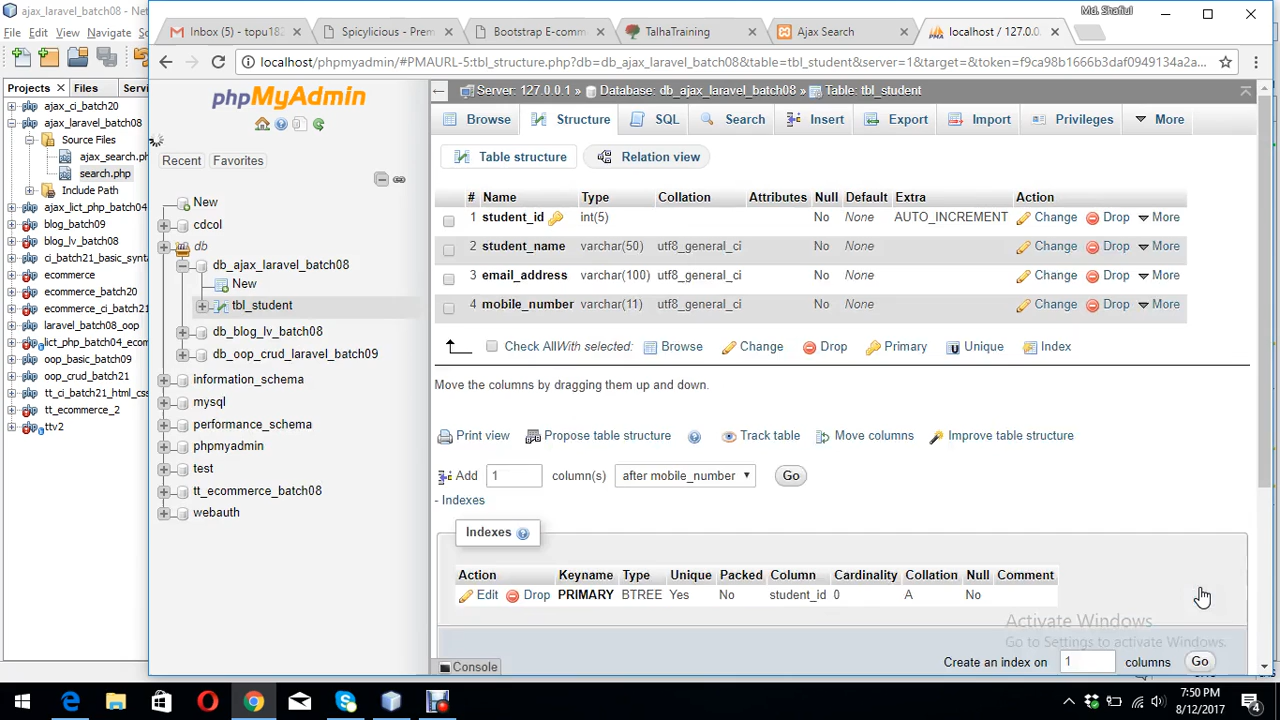 ajax_laravel_batch08 - Net
File Edit View Navigate
Projects Files Servi
ajax_ci_batch20
ajax_laravel_batch08
Source Files
ajax_search.ph
search.php
Include Path
ajax_lict_php_batch04
blog_batch09
blog_lv_batch08
ci_batch21_basic_synta
ecommerce
ecommerce_batch20
ecommerce_ci_batch21
laravel_batch08_oop
lict_php_batch04_ecom
oop_basic_batch09
oop_crud_batch21
tt_ci_batch21_html_css
tt_ecommerce_2
ttv2
Md. Shafiul
Inbox (5) - topu182
Spicylicious - Prem
Bootstrap E-comm
TalhaTraining
Ajax Search
localhost / 127.0.0.
localhost/phpmyadmin/#PMAURL-5:tbl_structure.php?db=db_ajax_laravel_batch08&table=tbl_student&server=1&target=&token=f9ca98b1666b3daf0949134a2a...
phpMyAdmin
Recent Favorites
New
cdcol
db
db_ajax_laravel_batch08
New
tbl_student
db_blog_lv_batch08
db_oop_crud_laravel_batch09
information_schema
mysql
performance_schema
phpmyadmin
test
tt_ecommerce_batch08
webauth
Server: 127.0.0.1 » Database: db_ajax_laravel_batch08 » Table: tbl_student
Browse Structure SQL Search Insert Export Import Privileges More
Table structure Relation view
# Name Type Collation Attributes Null Default Extra Action
1 student_id int(5) No None AUTO_INCREMENT Change Drop More
2 student_name varchar(50) utf8_general_ci No None Change Drop More
3 email_address varchar(100) utf8_general_ci No None Change Drop More
4 mobile_number varchar(11) utf8_general_ci No None Change Drop More
Check All With selected: Browse Change Drop Primary Unique Index
Move the columns by dragging them up and down.
Print view Propose table structure Track table Move columns Improve table structure
Add 1 column(s) after mobile_number Go
- Indexes
Indexes
Action Keyname Type Unique Packed Column Cardinality Collation Null Comment
Edit Drop PRIMARY BTREE Yes No student_id 0 A No
Activate Windows
Go to Settings to activate Windows.
Create an index on 1 columns Go
Console
7:50 PM
8/12/2017
4